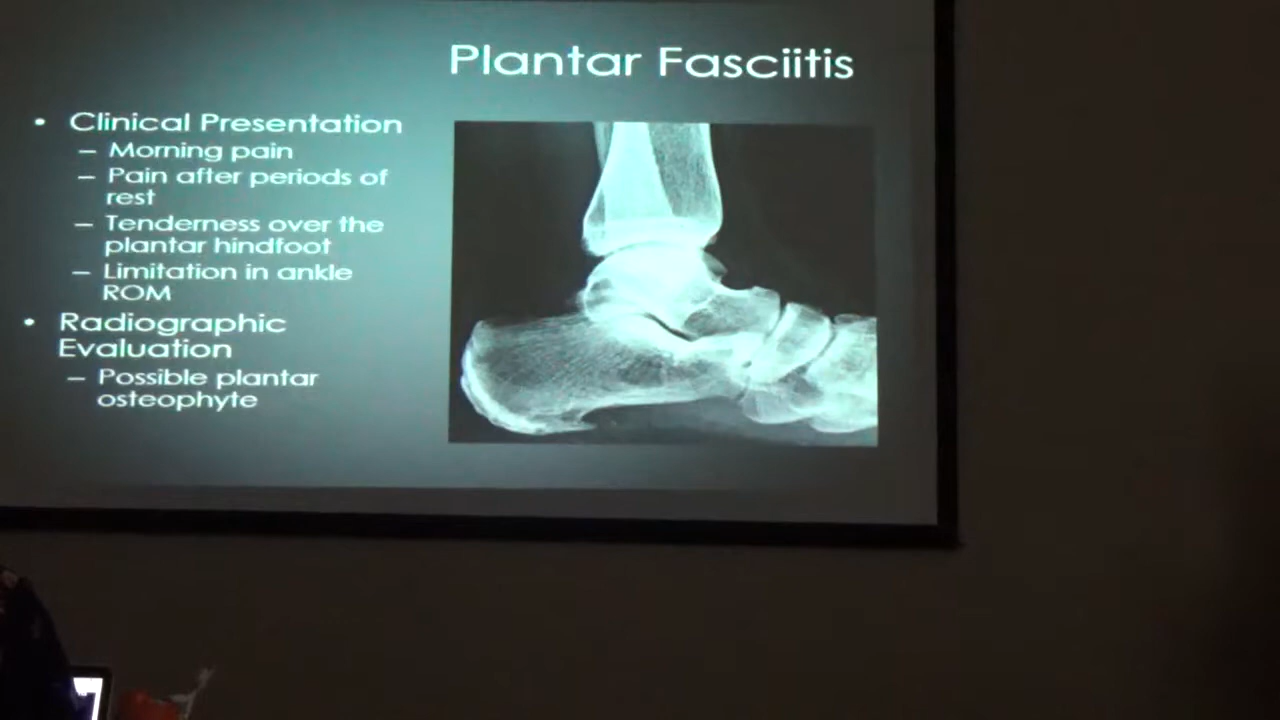 Plantar Fasciitis
• Clinical Presentation
– Morning pain
– Pain after periods of
rest
– Tenderness over the
plantar hindfoot
– Limitation in ankle
ROM
• Radiographic
Evaluation
– Possible plantar
osteophyte